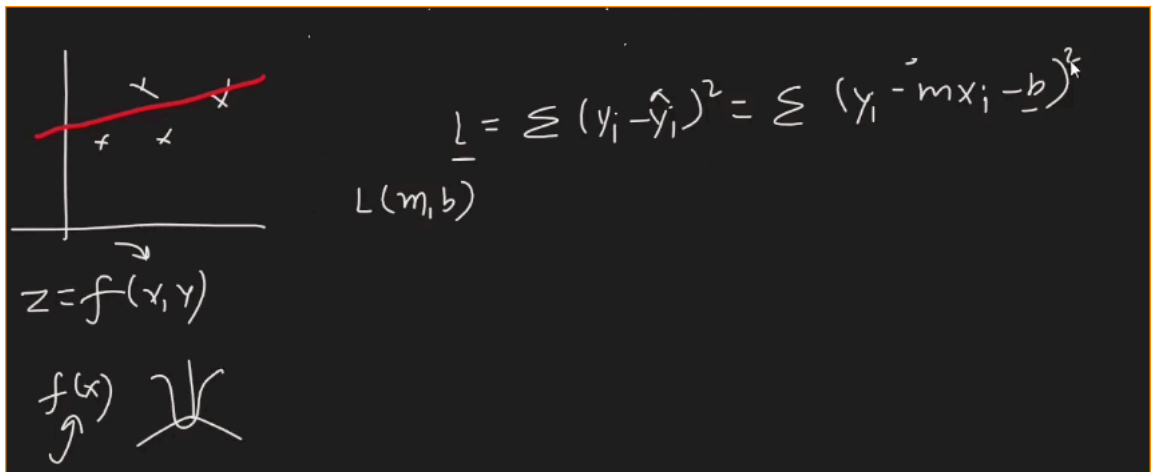 L = Σ (yᵢ - ŷᵢ)² = Σ (yᵢ - mxᵢ - b)²
L(m, b)
z = f(x, y)
f(x)